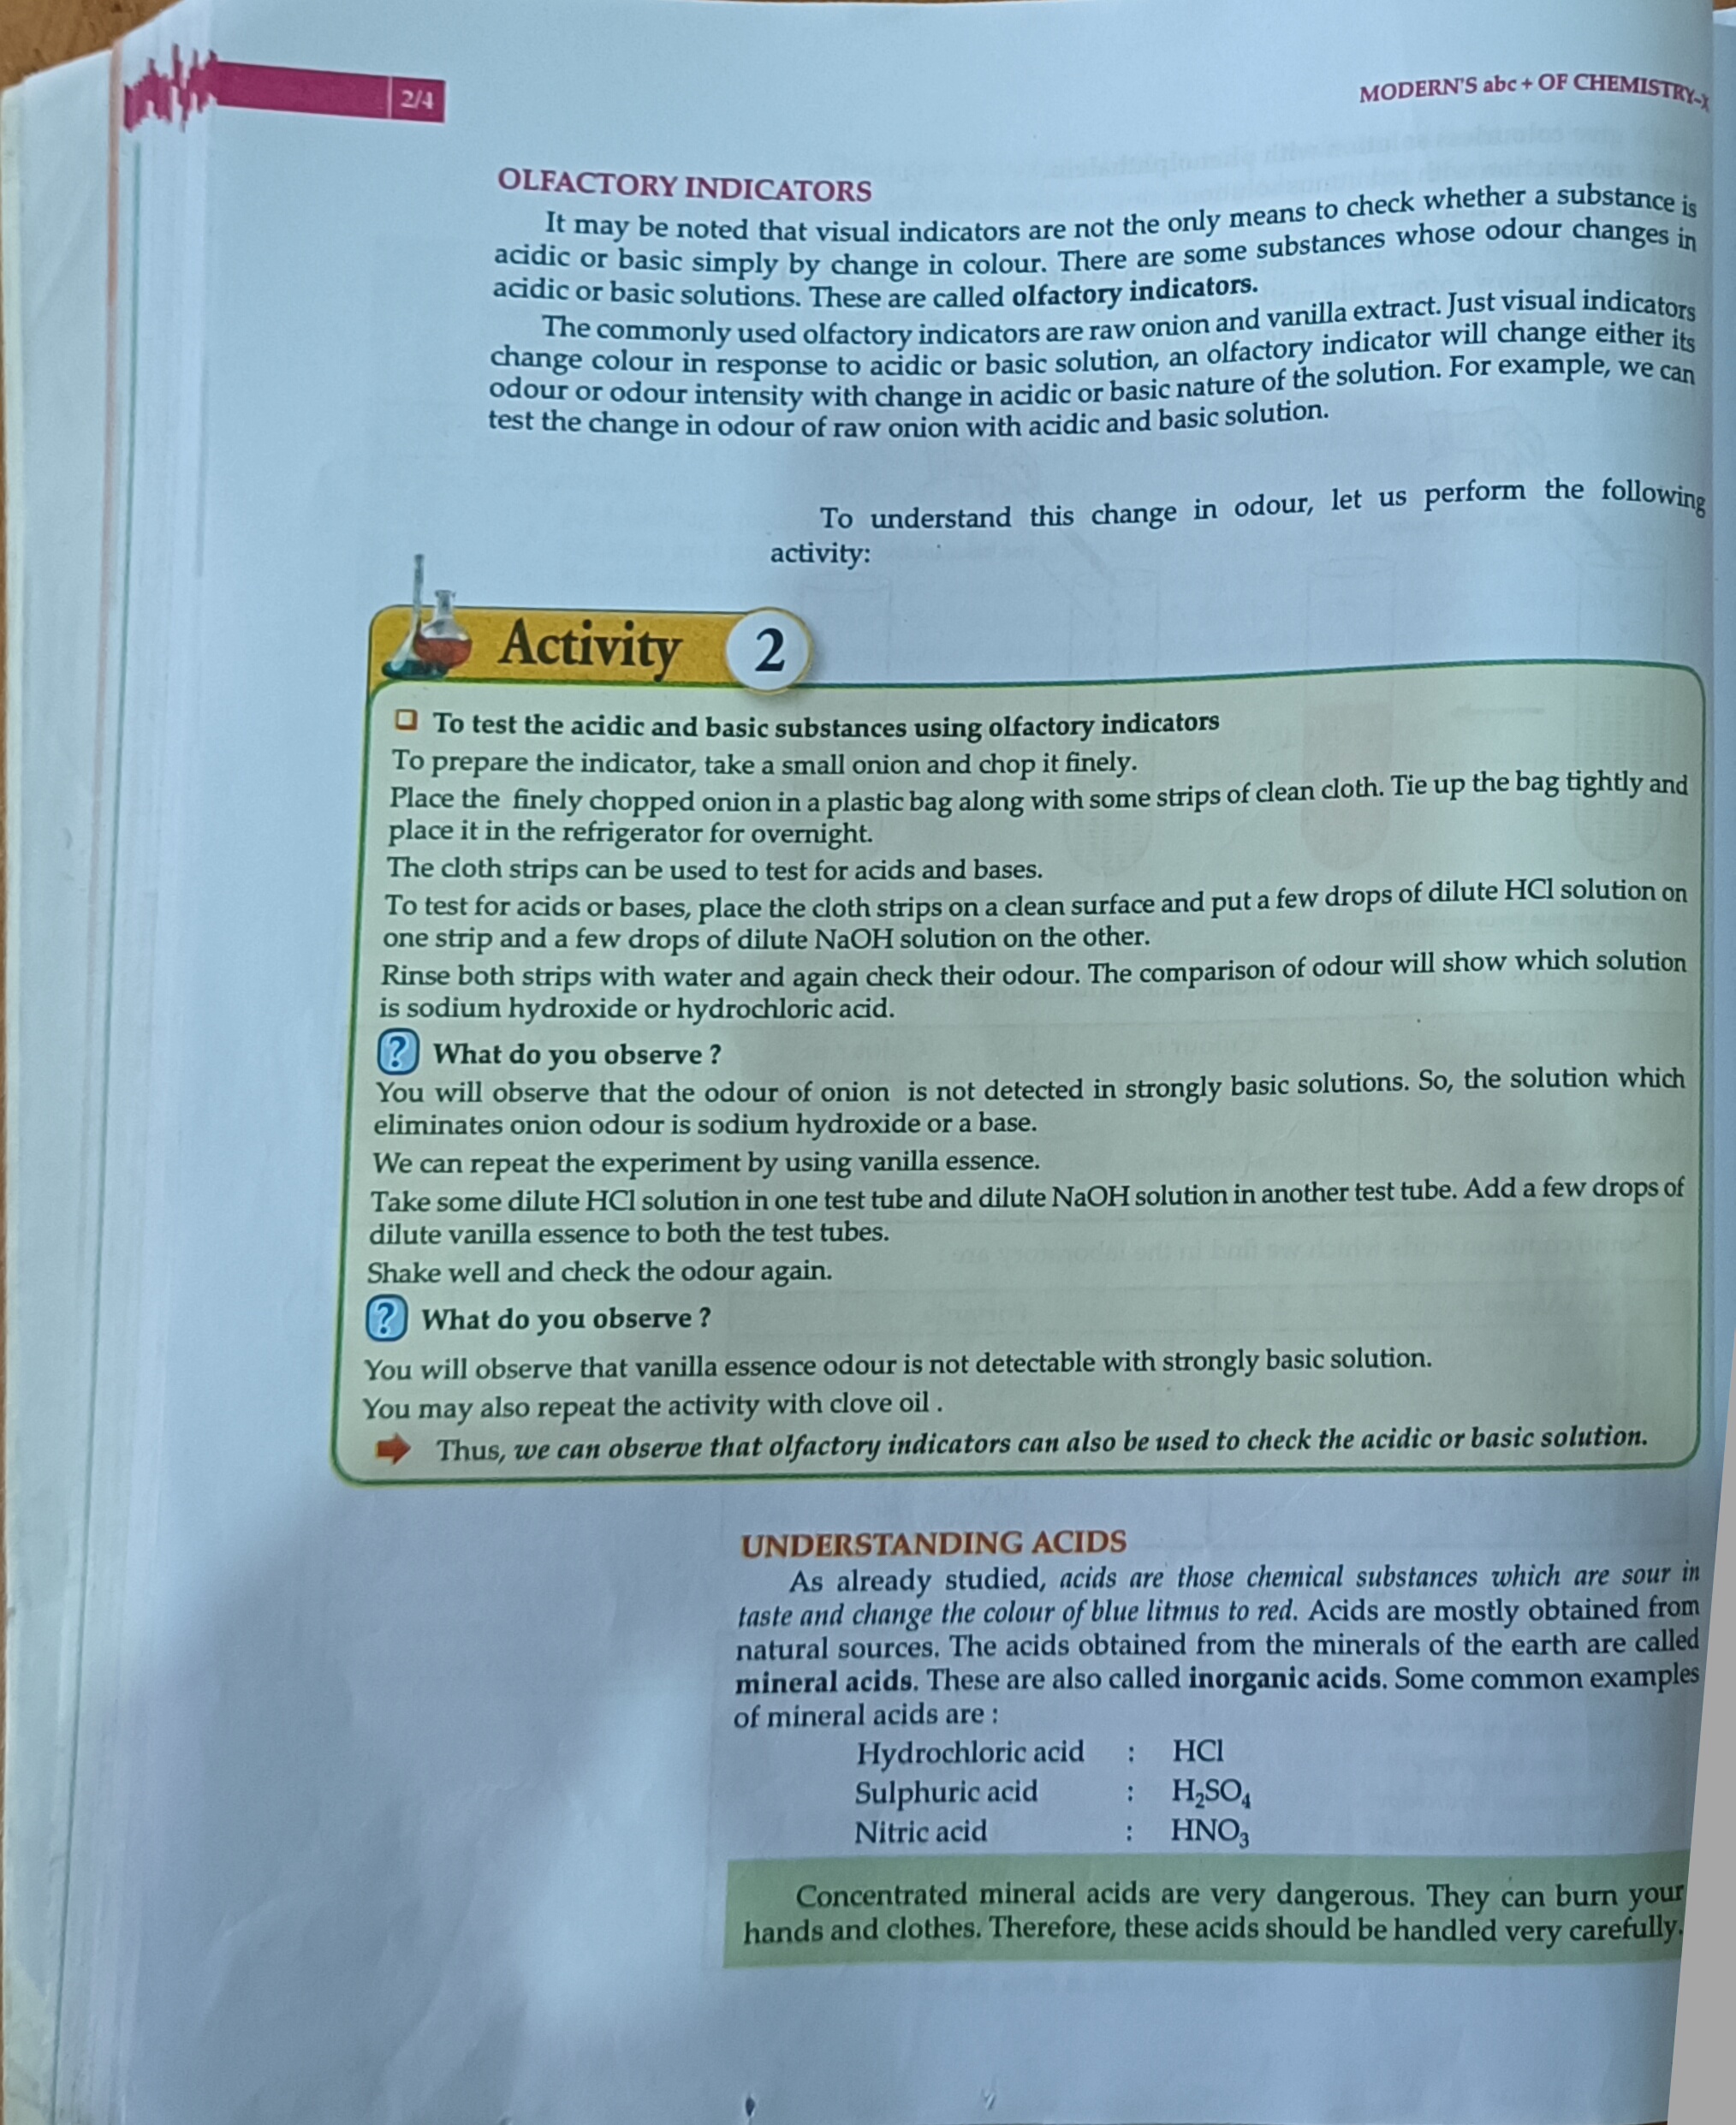 2/4
MODERN'S abc + OF CHEMISTRY-X
OLFACTORY INDICATORS
It may be noted that visual indicators are not the only means to check whether a substance is
acidic or basic simply by change in colour. There are some substances whose odour changes in
acidic or basic solutions. These are called olfactory indicators.
The commonly used olfactory indicators are raw onion and vanilla extract. Just visual indicators
change colour in response to acidic or basic solution, an olfactory indicator will change either its
odour or odour intensity with change in acidic or basic nature of the solution. For example, we can
test the change in odour of raw onion with acidic and basic solution.
To understand this change in odour, let us perform the following
activity:
Activity 2
To test the acidic and basic substances using olfactory indicators
To prepare the indicator, take a small onion and chop it finely.
Place the finely chopped onion in a plastic bag along with some strips of clean cloth. Tie up the bag tightly and
place it in the refrigerator for overnight.
The cloth strips can be used to test for acids and bases.
To test for acids or bases, place the cloth strips on a clean surface and put a few drops of dilute HCl solution on
one strip and a few drops of dilute NaOH solution on the other.
Rinse both strips with water and again check their odour. The comparison of odour will show which solution
is sodium hydroxide or hydrochloric acid.
? What do you observe ?
You will observe that the odour of onion is not detected in strongly basic solutions. So, the solution which
eliminates onion odour is sodium hydroxide or a base.
We can repeat the experiment by using vanilla essence.
Take some dilute HCl solution in one test tube and dilute NaOH solution in another test tube. Add a few drops of
dilute vanilla essence to both the test tubes.
Shake well and check the odour again.
? What do you observe ?
You will observe that vanilla essence odour is not detectable with strongly basic solution.
You may also repeat the activity with clove oil .
Thus, we can observe that olfactory indicators can also be used to check the acidic or basic solution.
UNDERSTANDING ACIDS
As already studied, acids are those chemical substances which are sour in
taste and change the colour of blue litmus to red. Acids are mostly obtained from
natural sources. The acids obtained from the minerals of the earth are called
mineral acids. These are also called inorganic acids. Some common examples
of mineral acids are :
Hydrochloric acid : HCl
Sulphuric acid : H₂SO₄
Nitric acid : HNO₃
Concentrated mineral acids are very dangerous. They can burn your
hands and clothes. Therefore, these acids should be handled very carefully.